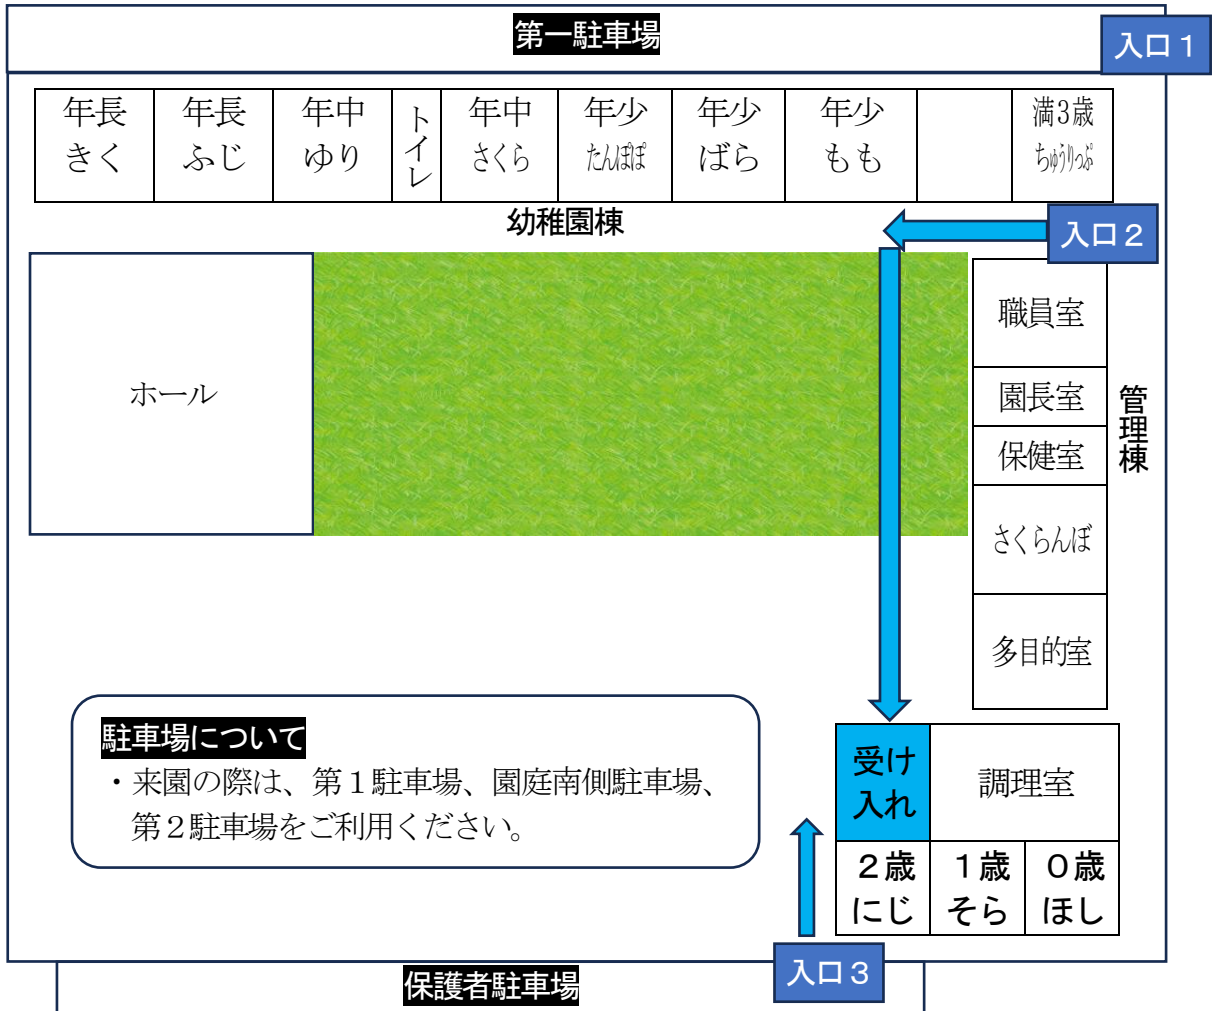 第一駐車場
入口１
年長
きく
年長
ふじ
年中
ゆり
トイレ
年中
さくら
年少
たんぽぽ
年少
ばら
年少
もも
満3歳
ちゅうりっぷ
幼稚園棟
入口２
ホール
職員室
園長室
保健室
さくらんぼ
多目的室
管理棟
駐車場について
・来園の際は、第１駐車場、園庭南側駐車場、
第２駐車場をご利用ください。
受け
入れ
調理室
２歳
にじ
１歳
そら
０歳
ほし
入口３
保護者駐車場